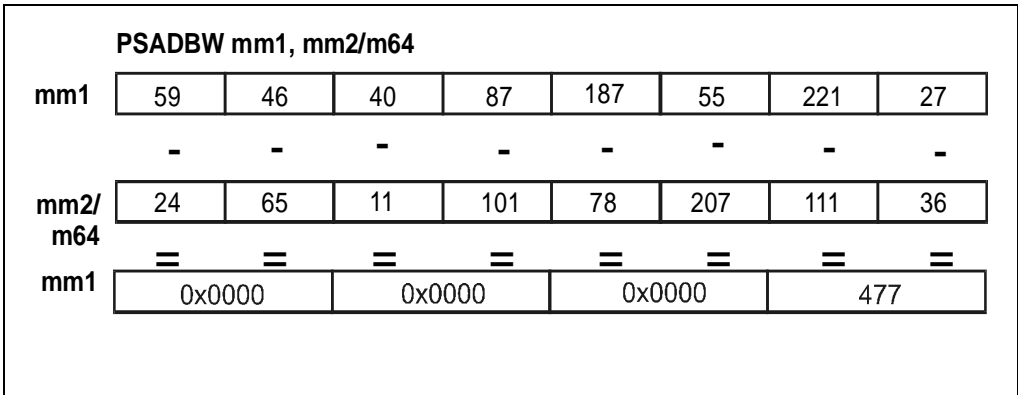 PSADBW mm1, mm2/m64
mm1 59 46 40 87 187 55 221 27
- - - - - - - -
mm2/ 24 65 11 101 78 207 111 36
m64
= = = = = = = =
mm1 0x0000 0x0000 0x0000 477